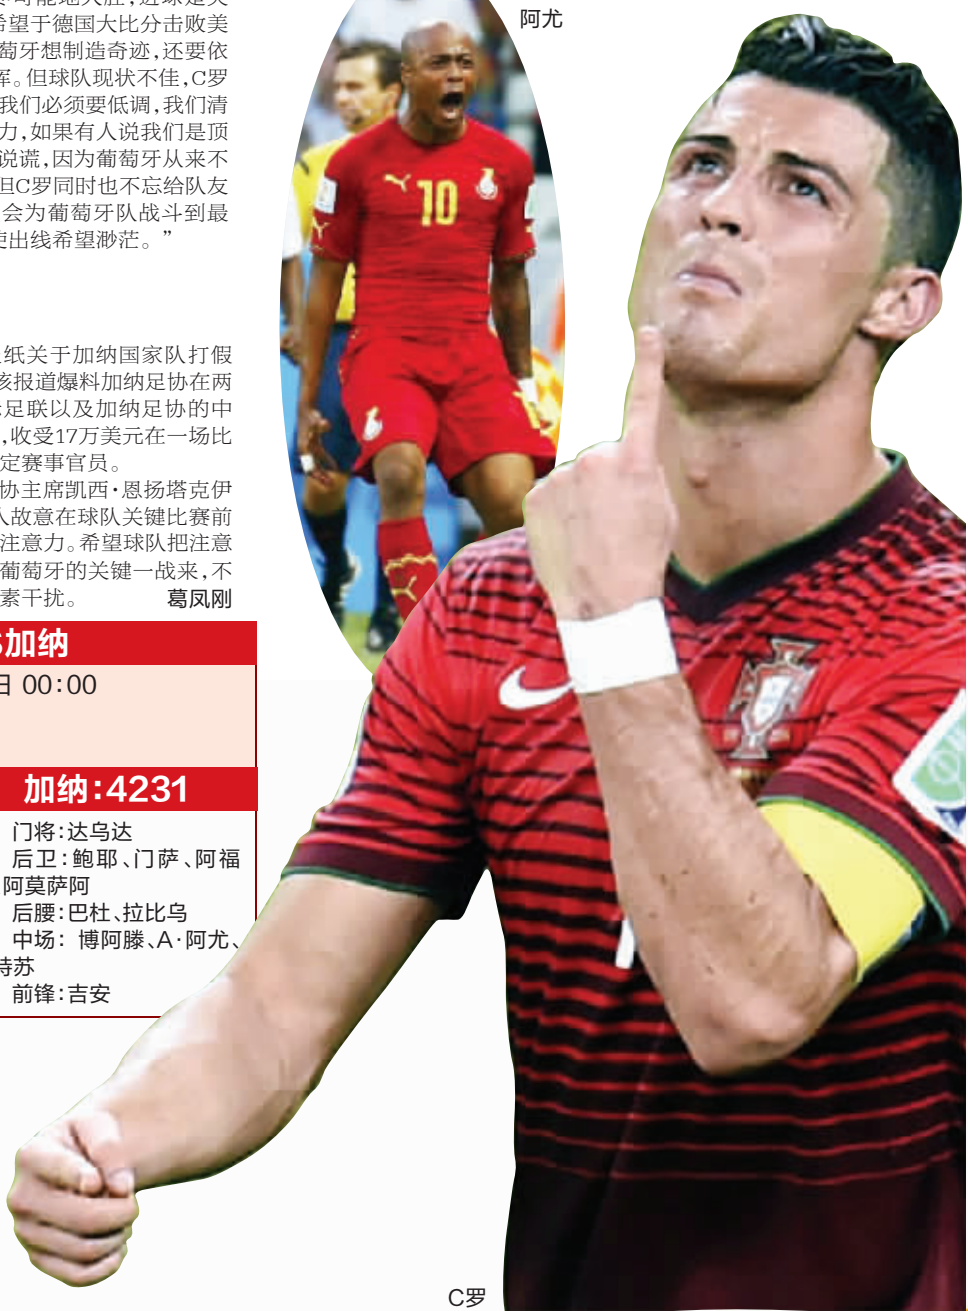 希望于德国大比分击败美
萄牙想制造奇迹,还要依
挥。但球队现状不佳,C罗
我们必须要低调,我们清
力,如果有人说我们是顶
说谎,因为葡萄牙从来不
但C罗同时也不忘给队友
会为葡萄牙队战斗到最
使出线希望渺茫。”
纸关于加纳国家队打假
该报道爆料加纳足协在两
足联以及加纳足协的中
,收受17万美元在一场比
定赛事官员。
协主席凯西·恩扬塔克伊
人故意在球队关键比赛前
注意力。希望球队把注意
葡萄牙的关键一战来,不
素干扰。 葛凤刚
加纳
日 00:00
加纳:4231
门将:达乌达
后卫:鲍耶、门萨、阿福
阿莫萨阿
后腰:巴杜、拉比乌
中场:博阿滕、A·阿尤、
特苏
前锋:吉安
阿尤
10
C罗